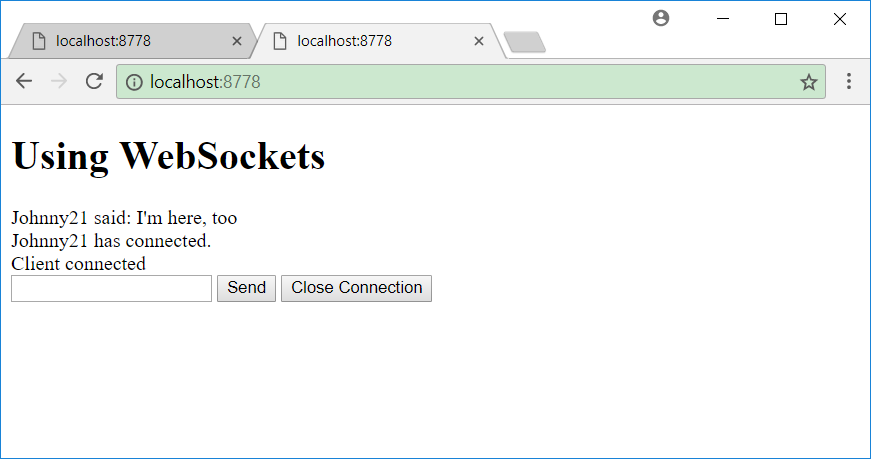 localhost:8778
localhost:8778
localhost:8778
Using WebSockets
Johnny21 said: I'm here, too
Johnny21 has connected.
Client connected
Send Close Connection